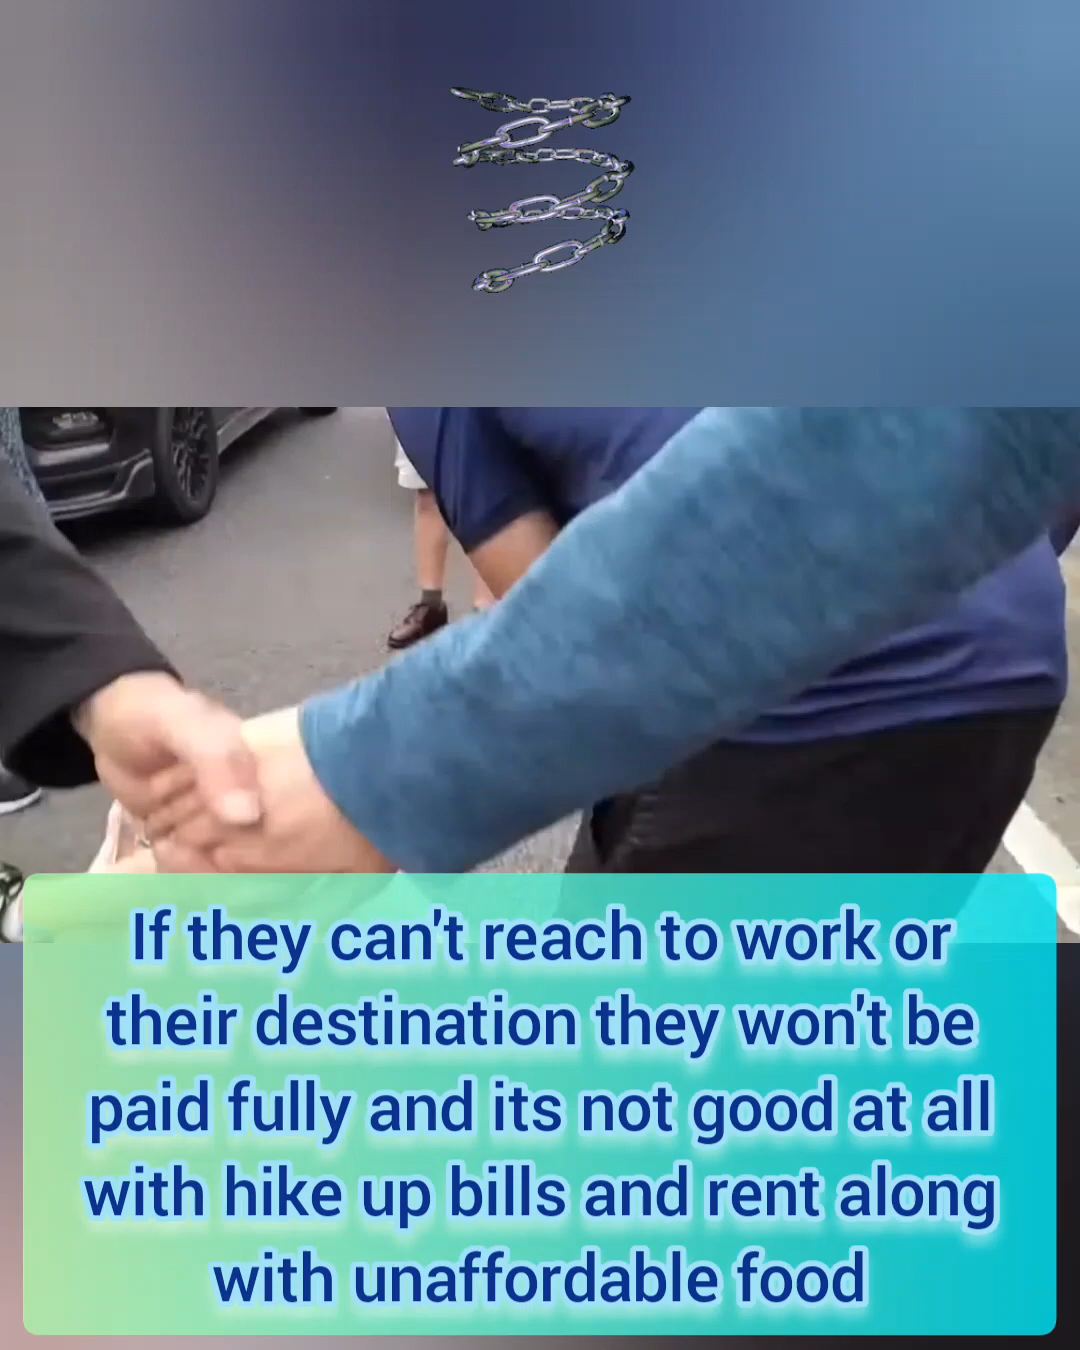 If they can't reach to work or
their destination they won't be
paid fully and its not good at all
with hike up bills and rent along
with unaffordable food